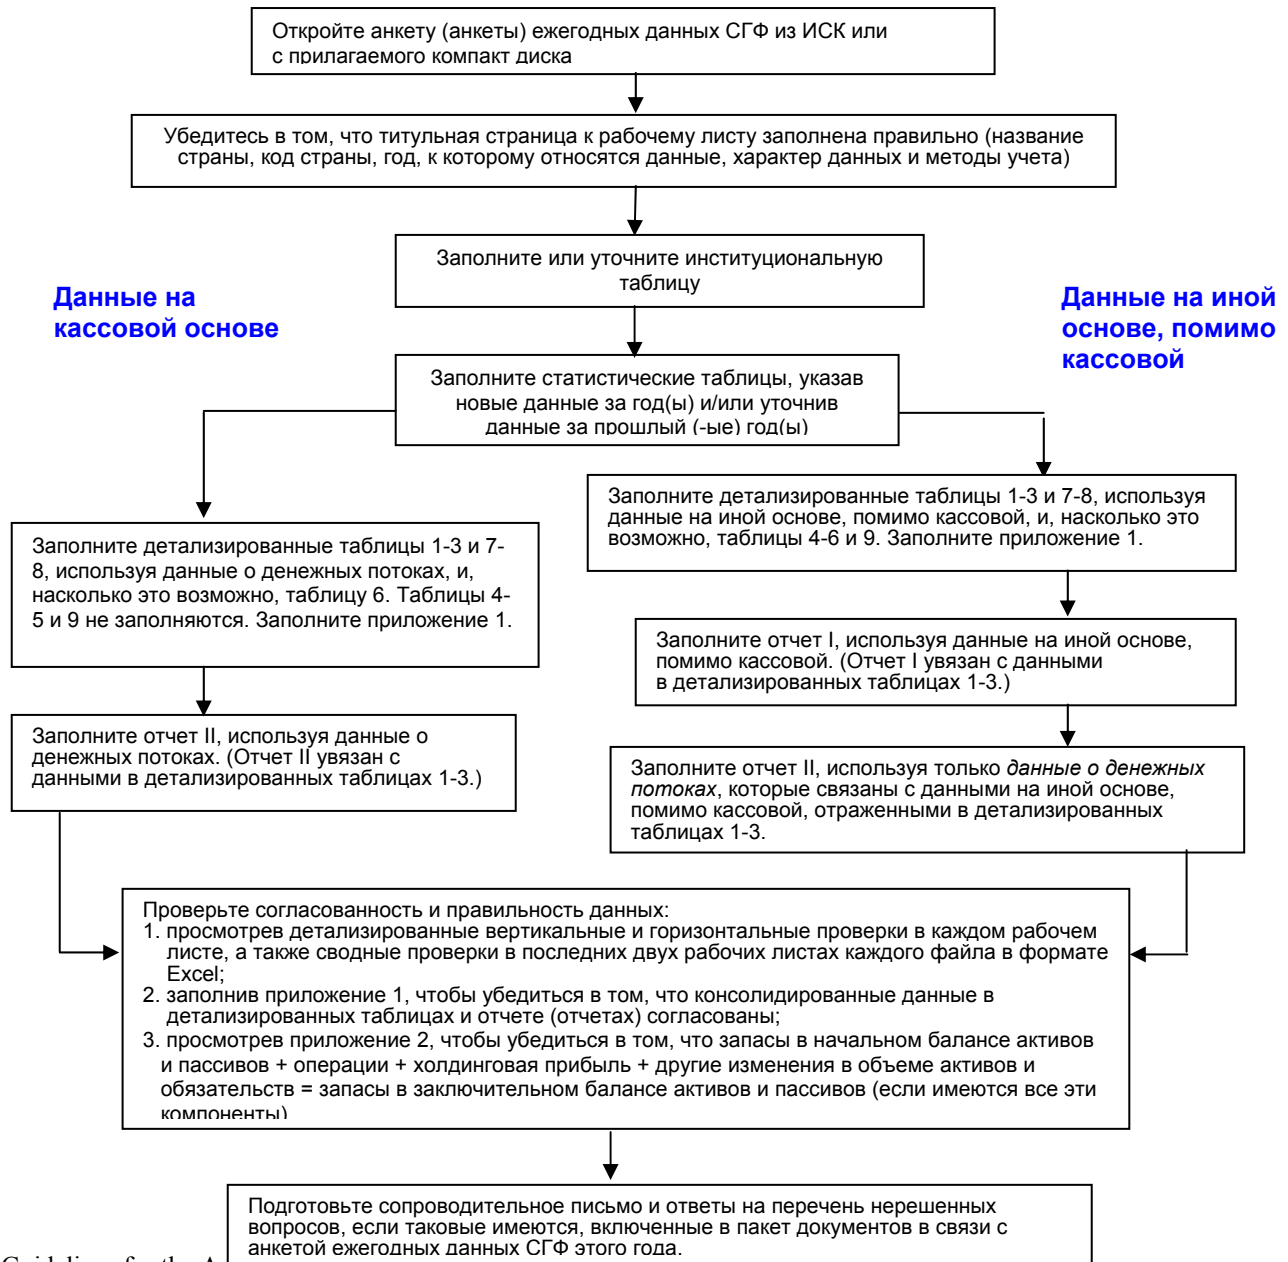 Откройте анкету (анкеты) ежегодных данных СГФ из ИСК или
с прилагаемого компакт диска
Убедитесь в том, что титульная страница к рабочему листу заполнена правильно (название
страны, код страны, год, к которому относятся данные, характер данных и методы учета)
Заполните или уточните институциональную
таблицу
Данные на
кассовой основе
Данные на иной
основе, помимо
кассовой
Заполните статистические таблицы, указав
новые данные за год(ы) и/или уточнив
данные за прошлый (-ые) год(ы)
Заполните детализированные таблицы 1-3 и 7-
8, используя данные о денежных потоках, и,
насколько это возможно, таблицу 6. Таблицы 4-
5 и 9 не заполняются. Заполните приложение 1.
Заполните детализированные таблицы 1-3 и 7-8, используя
данные на иной основе, помимо кассовой, и, насколько это
возможно, таблицы 4-6 и 9. Заполните приложение 1.
Заполните отчет I, используя данные на иной основе,
помимо кассовой. (Отчет I увязан с данными
в детализированных таблицах 1-3.)
Заполните отчет II, используя данные о
денежных потоках. (Отчет II увязан с
данными в детализированных таблицах 1-3.)
Заполните отчет II, используя только данные о денежных
потоках, которые связаны с данными на иной основе,
помимо кассовой, отраженными в детализированных
таблицах 1-3.
Проверьте согласованность и правильность данных:
1. просмотрев детализированные вертикальные и горизонтальные проверки в каждом рабочем
листе, а также сводные проверки в последних двух рабочих листах каждого файла в формате
Excel;
2. заполнив приложение 1, чтобы убедиться в том, что консолидированные данные в
детализированных таблицах и отчете (отчетах) согласованы;
3. просмотрев приложение 2, чтобы убедиться в том, что запасы в начальном балансе активов
и пассивов + операции + холдинговая прибыль + другие изменения в объеме активов и
обязательств = запасы в заключительном балансе активов и пассивов (если имеются все эти
компоненты)
Подготовьте сопроводительное письмо и ответы на перечень нерешенных
вопросов, если таковые имеются, включенные в пакет документов в связи с
анкетой ежегодных данных СГФ этого года.